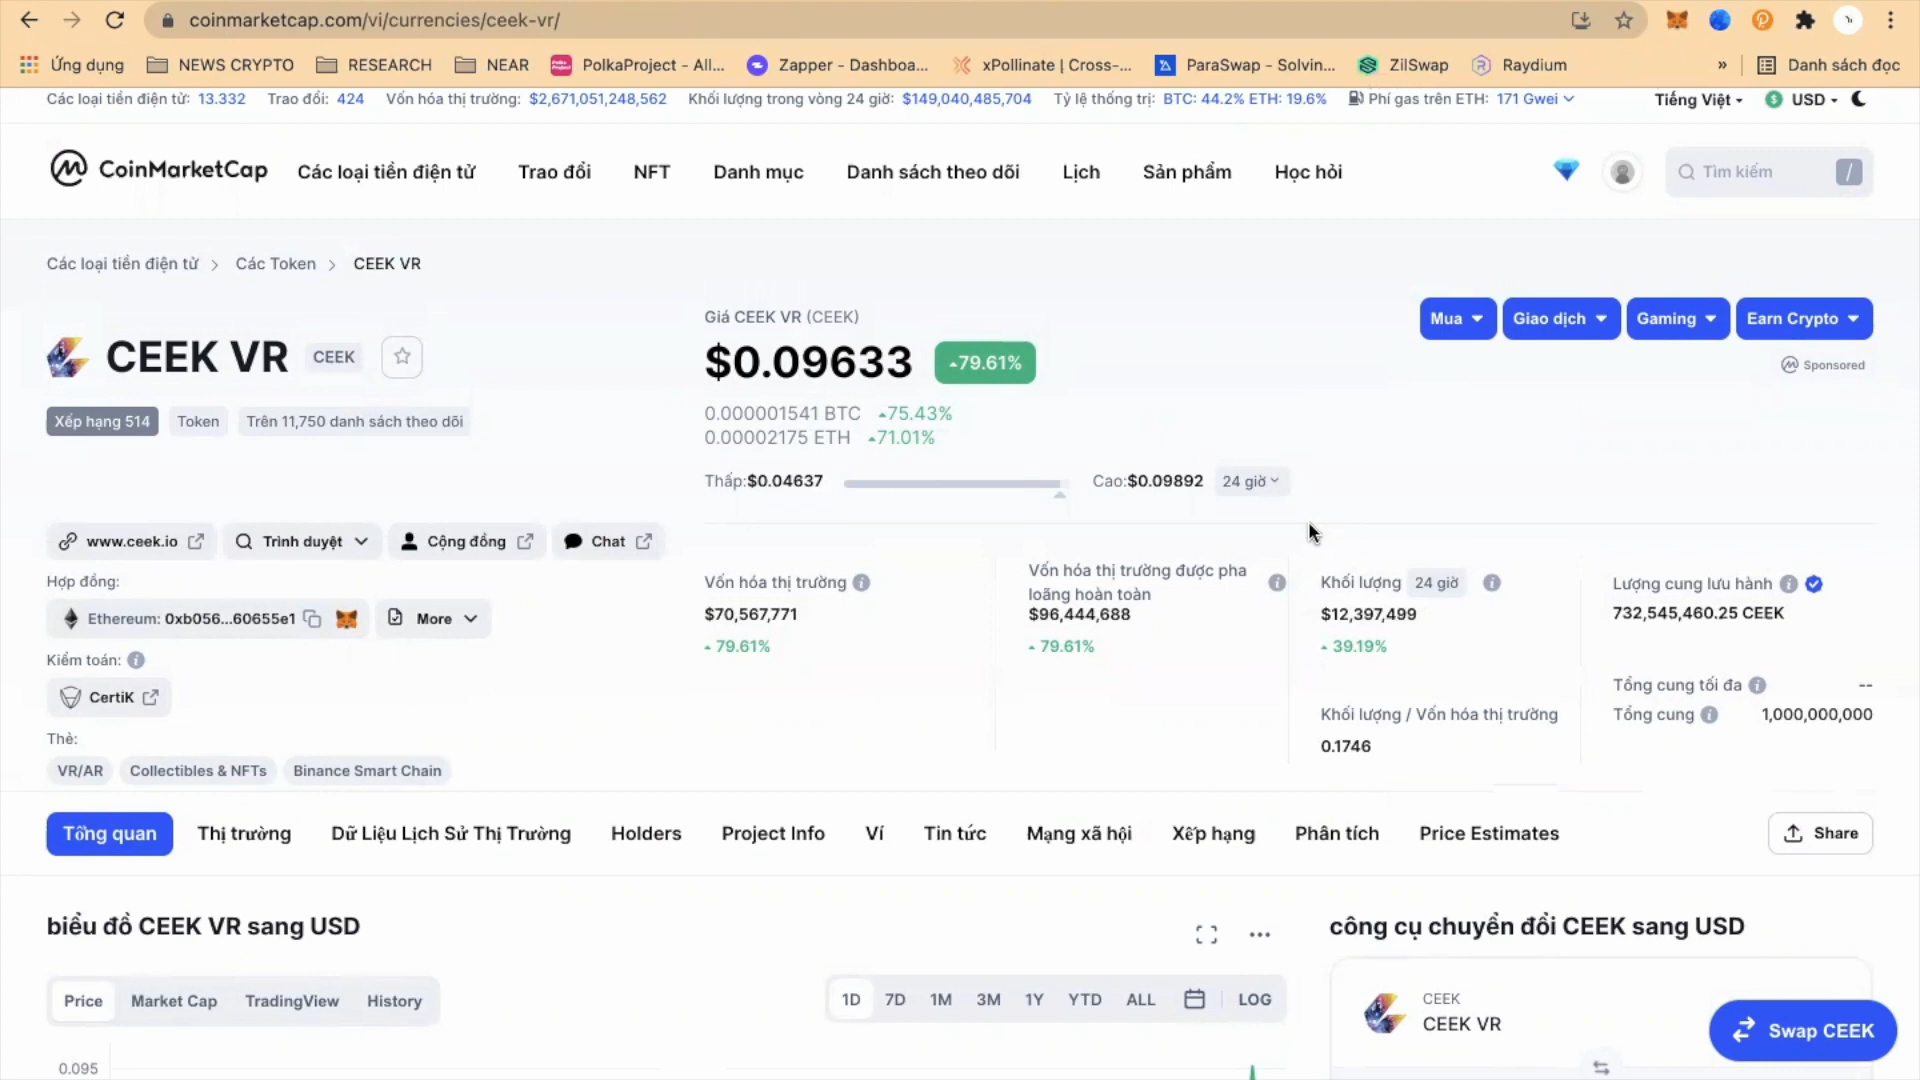 coinmarketcap.com/vi/currencies/ceek-vr/
Ứng dụng NEWS CRYPTO RESEARCH NEAR PolkaProject - All... Zapper - Dashboa... xPollinate | Cross-... ParaSwap - Solvin... ZilSwap Raydium » Danh sách đọc
Các loại tiền điện tử: 13.332 Trao đổi: 424 Vốn hóa thị trường: $2,671,051,248,562 Khối lượng trong vòng 24 giờ: $149,040,485,704 Tỷ lệ thống trị: BTC: 44.2% ETH: 19.6% Phí gas trên ETH: 171 Gwei Tiếng Việt USD
CoinMarketCap Các loại tiền điện tử Trao đổi NFT Danh mục Danh sách theo dõi Lịch Sản phẩm Học hỏi Tìm kiếm /
Các loại tiền điện tử > Các Token > CEEK VR
CEEK VR CEEK
Xếp hạng 514 Token Trên 11,750 danh sách theo dõi
www.ceek.io Trình duyệt Cộng đồng Chat
Hợp đồng:
Ethereum: 0xb056...60655e1 More
Kiểm toán:
CertiK
Thẻ:
VR/AR Collectibles & NFTs Binance Smart Chain
Giá CEEK VR (CEEK)
$0.09633 79.61%
0.000001541 BTC 75.43%
0.00002175 ETH 71.01%
Thấp:$0.04637 Cao:$0.09892 24 giờ
Mua Giao dịch Gaming Earn Crypto
Sponsored
Vốn hóa thị trường
$70,567,771
79.61%
Vốn hóa thị trường được pha
loãng hoàn toàn
$96,444,688
79.61%
Khối lượng 24 giờ
$12,397,499
39.19%
Khối lượng / Vốn hóa thị trường
0.1746
Lượng cung lưu hành
732,545,460.25 CEEK
Tổng cung tối đa --
Tổng cung 1,000,000,000
Tổng quan Thị trường Dữ Liệu Lịch Sử Thị Trường Holders Project Info Ví Tin tức Mạng xã hội Xếp hạng Phân tích Price Estimates Share
biểu đồ CEEK VR sang USD
Price Market Cap TradingView History 1D 7D 1M 3M 1Y YTD ALL LOG
0.095
công cụ chuyển đổi CEEK sang USD
CEEK
CEEK VR
Swap CEEK